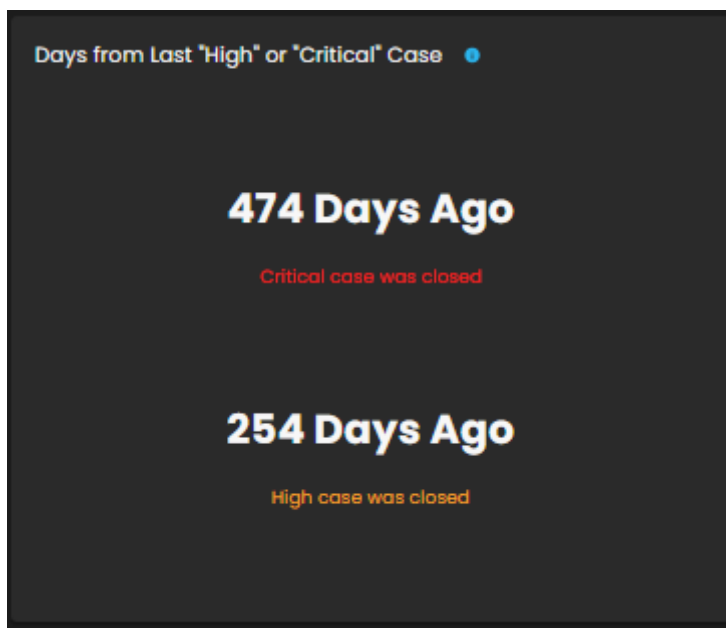 Days from Last "High" or "Critical" Case
474 Days Ago
Critical case was closed
254 Days Ago
High case was closed